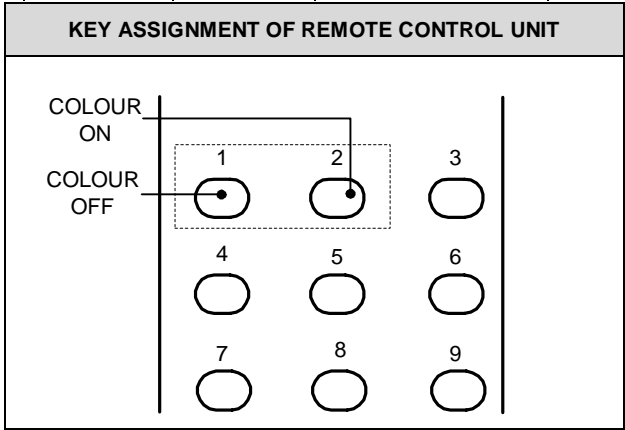 KEY ASSIGNMENT OF REMOTE CONTROL UNIT
COLOUR
ON
1 2 3
COLOUR
OFF
4 5 6
7 8 9